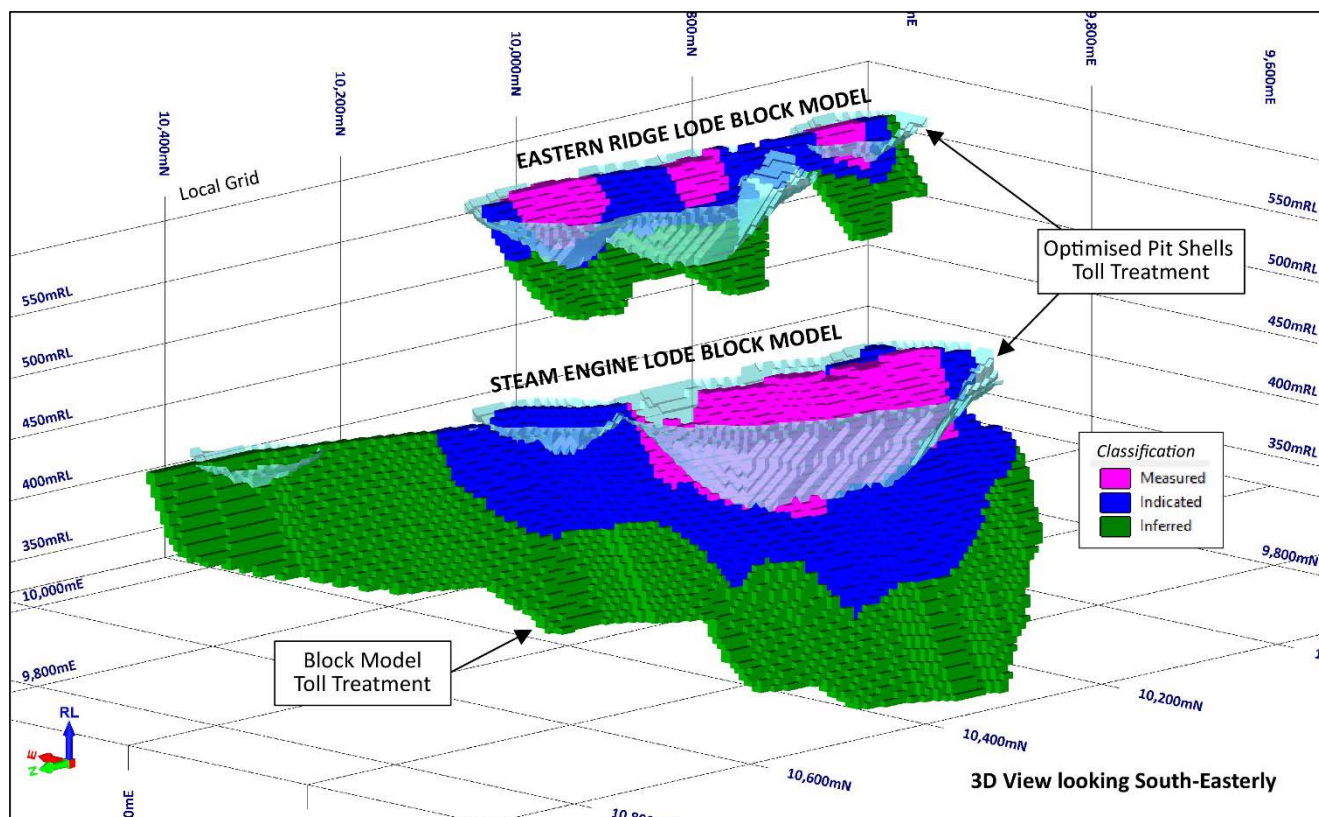 10,400mN
10,200mN
10,000mN
800mN
mE
9,800mE
9,600mE
Local Grid
EASTERN RIDGE LODE BLOCK MODEL
550mRL
500mRL
450mRL
400mRL
350mRL
Optimised Pit Shells
Toll Treatment
550mRL
500mRL
450mRL
400mRL
350mRL
STEAM ENGINE LODE BLOCK MODEL
Classification
Measured
Indicated
Inferred
10,000mE
9,800mE
Block Model
Toll Treatment
9,800mN
10,200mN
10,400mN
10,600mN
RL
E
N
3D View looking South-Easterly